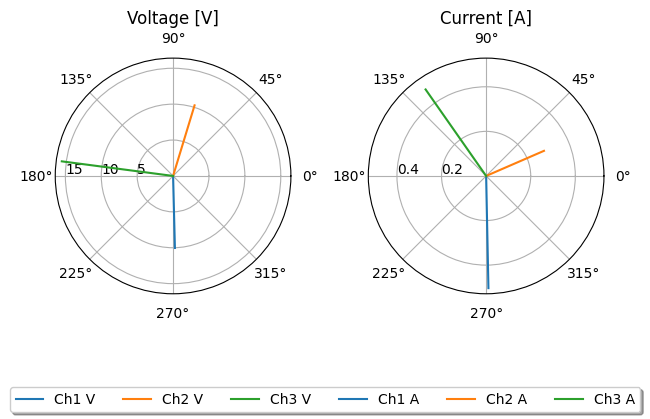 Voltage [V]
Current [A]
90°
90°
135°
45°
135°
45°
180°
15
10
5
0°
180°
0.4
0.2
0°
225°
315°
225°
315°
270°
270°
Ch1 V
Ch2 V
Ch3 V
Ch1 A
Ch2 A
Ch3 A